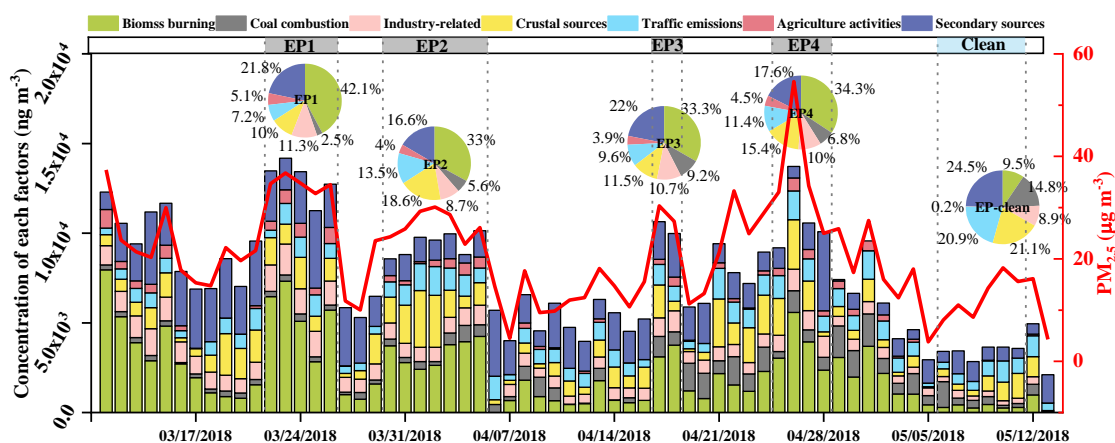 Biomss burning Coal combustion Industry-related Crustal sources Traffic emissions Agriculture activities Secondary sources
EP1 EP2 EP3 EP4 Clean
Concentration of each factors (ng m⁻³)
2.0x10⁴
1.5x10⁴
1.0x10⁴
5.0x10³
0.0
PM₂.₅ (μg m⁻³)
60
40
20
0
21.8%
42.1%
5.1%
EP1
7.2%
10%
2.5%
11.3%
16.6%
33%
4%
EP2
13.5%
5.6%
18.6%
8.7%
22%
33.3%
3.9%
EP3
9.6%
9.2%
11.5%
10.7%
17.6%
34.3%
4.5%
EP4
11.4%
6.8%
15.4%
10%
24.5%
9.5%
14.8%
0.2%
EP-clean
8.9%
20.9%
21.1%
03/17/2018 03/24/2018 03/31/2018 04/07/2018 04/14/2018 04/21/2018 04/28/2018 05/05/2018 05/12/2018